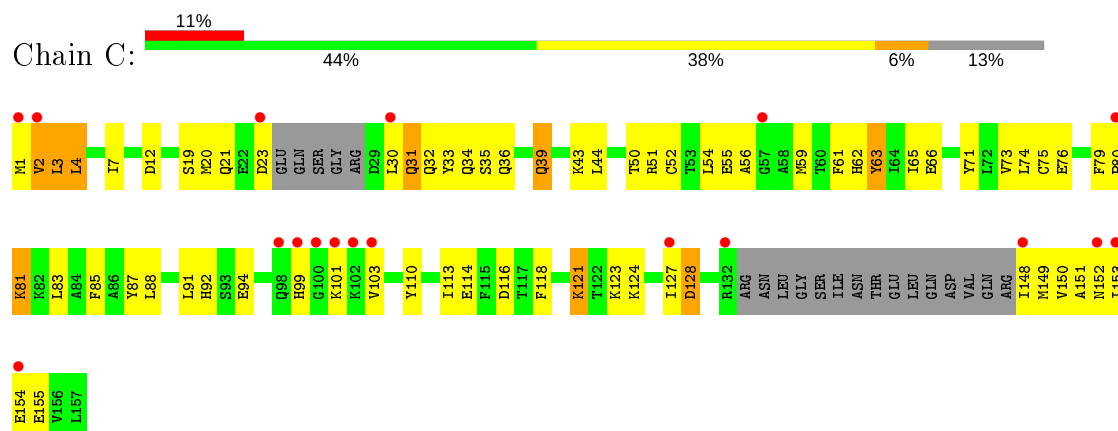 11%
Chain C:
44% 38% 6% 13%
M1 V2 L3 L4 I7 D12 S19 M20 Q21 E22 D23 GLU GLN SER GLY ARG D29 L30 Q31 Q32 Y33 Q34 S35 Q36 Q39 K43 L44 T50 R51 C52 T53 L54 E55 A56 G57 A58 M59 T60 F61 H62 Y63 I64 I65 E66 Y71 L72 V73 L74 C75 E76 F79
K81 K82 L83 A84 F85 A86 Y87 L88 L91 H92 S93 E94 Q98 H99 G100 K101 K102 V103 Y110 I113 E114 F115 D116 T117 F118 K121 T122 K123 K124 I127 D128 R132 ARG ASN LEU GLY SER ILE ASN THR GLU LEU LEU GLN ASP VAL GLN ARG I148 M149 V150 A151 N152
E154 E155 V156 L157